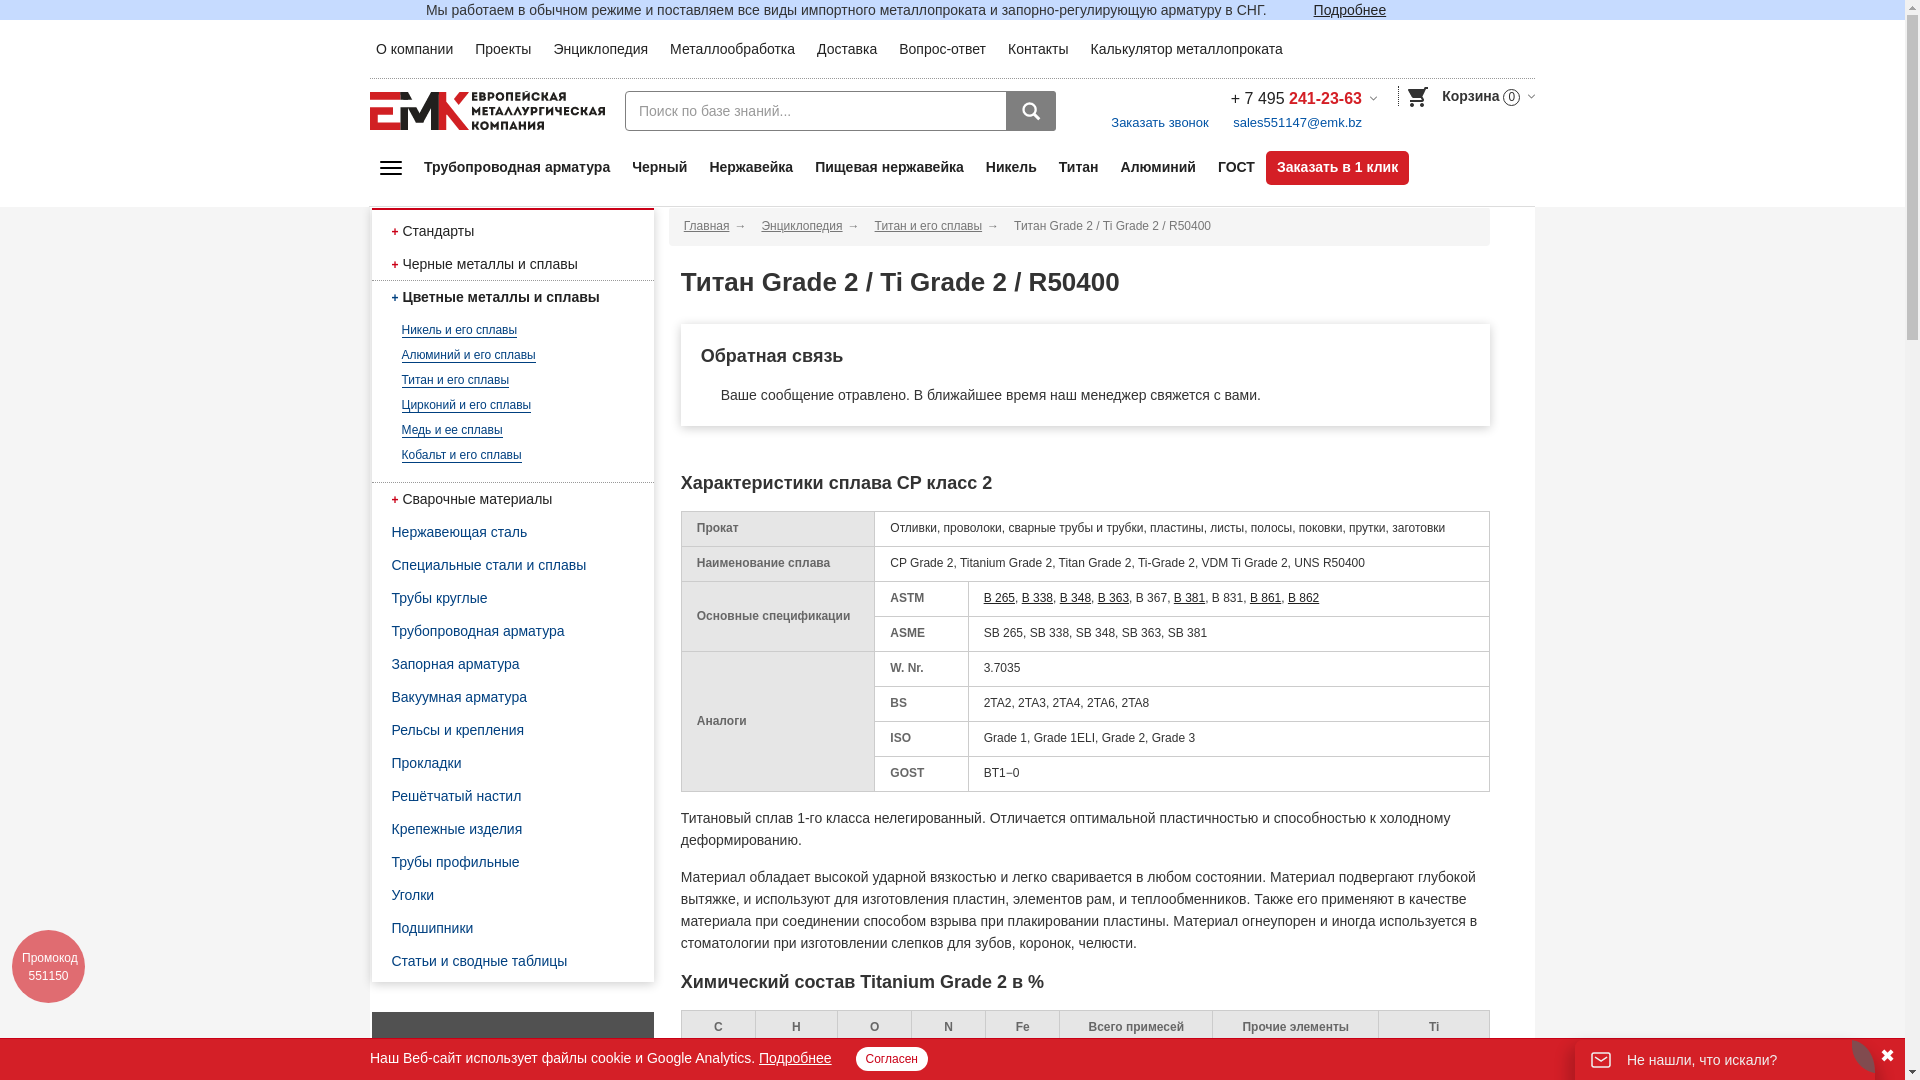 Мы работаем в обычном режиме и поставляем все виды импортного металлопроката и запорно-регулирующую арматуру в СНГ. Подробнее
О компании Проекты Энциклопедия Металлообработка Доставка Вопрос-ответ Контакты Калькулятор металлопроката
ЕМК ЕВРОПЕЙСКАЯ
МЕТАЛЛУРГИЧЕСКАЯ
КОМПАНИЯ
Поиск по базе знаний...
+ 7 495 241-23-63
Заказать звонок sales551147@emk.bz
Корзина 0
Трубопроводная арматура Черный Нержавейка Пищевая нержавейка Никель Титан Алюминий ГОСТ Заказать в 1 клик
+ Стандарты
+ Черные металлы и сплавы
+ Цветные металлы и сплавы
Никель и его сплавы
Алюминий и его сплавы
Титан и его сплавы
Цирконий и его сплавы
Медь и ее сплавы
Кобальт и его сплавы
+ Сварочные материалы
Нержавеющая сталь
Специальные стали и сплавы
Трубы круглые
Трубопроводная арматура
Запорная арматура
Вакуумная арматура
Рельсы и крепления
Прокладки
Решётчатый настил
Крепежные изделия
Трубы профильные
Уголки
Подшипники
Статьи и сводные таблицы
Главная → Энциклопедия → Титан и его сплавы → Титан Grade 2 / Ti Grade 2 / R50400
Титан Grade 2 / Ti Grade 2 / R50400
Обратная связь
Ваше сообщение отравлено. В ближайшее время наш менеджер свяжется с вами.
Характеристики сплава CP класс 2
Прокат Отливки, проволоки, сварные трубы и трубки, пластины, листы, полосы, поковки, прутки, заготовки
Наименование сплава CP Grade 2, Titanium Grade 2, Titan Grade 2, Ti-Grade 2, VDM Ti Grade 2, UNS R50400
Основные спецификации
ASTM B 265, B 338, B 348, B 363, B 367, B 381, B 831, B 861, B 862
ASME SB 265, SB 338, SB 348, SB 363, SB 381
Аналоги
W. Nr. 3.7035
BS 2TA2, 2TA3, 2TA4, 2TA6, 2TA8
ISO Grade 1, Grade 1ELI, Grade 2, Grade 3
GOST ВТ1−0
Титановый сплав 1-го класса нелегированный. Отличается оптимальной пластичностью и способностью к холодному
деформированию.
Материал обладает высокой ударной вязкостью и легко сваривается в любом состоянии. Материал подвергают глубокой
вытяжке, и используют для изготовления пластин, элементов рам, и теплообменников. Также его применяют в качестве
материала при соединении способом взрыва при плакировании пластины. Материал огнеупорен и иногда используется в
стоматологии при изготовлении слепков для зубов, коронок, челюсти.
Химический состав Titanium Grade 2 в %
C H O N Fe Всего примесей Прочие элементы Ti
Промокод
551150
Наш Веб-сайт использует файлы cookie и Google Analytics. Подробнее Согласен
Не нашли, что искали?
✖